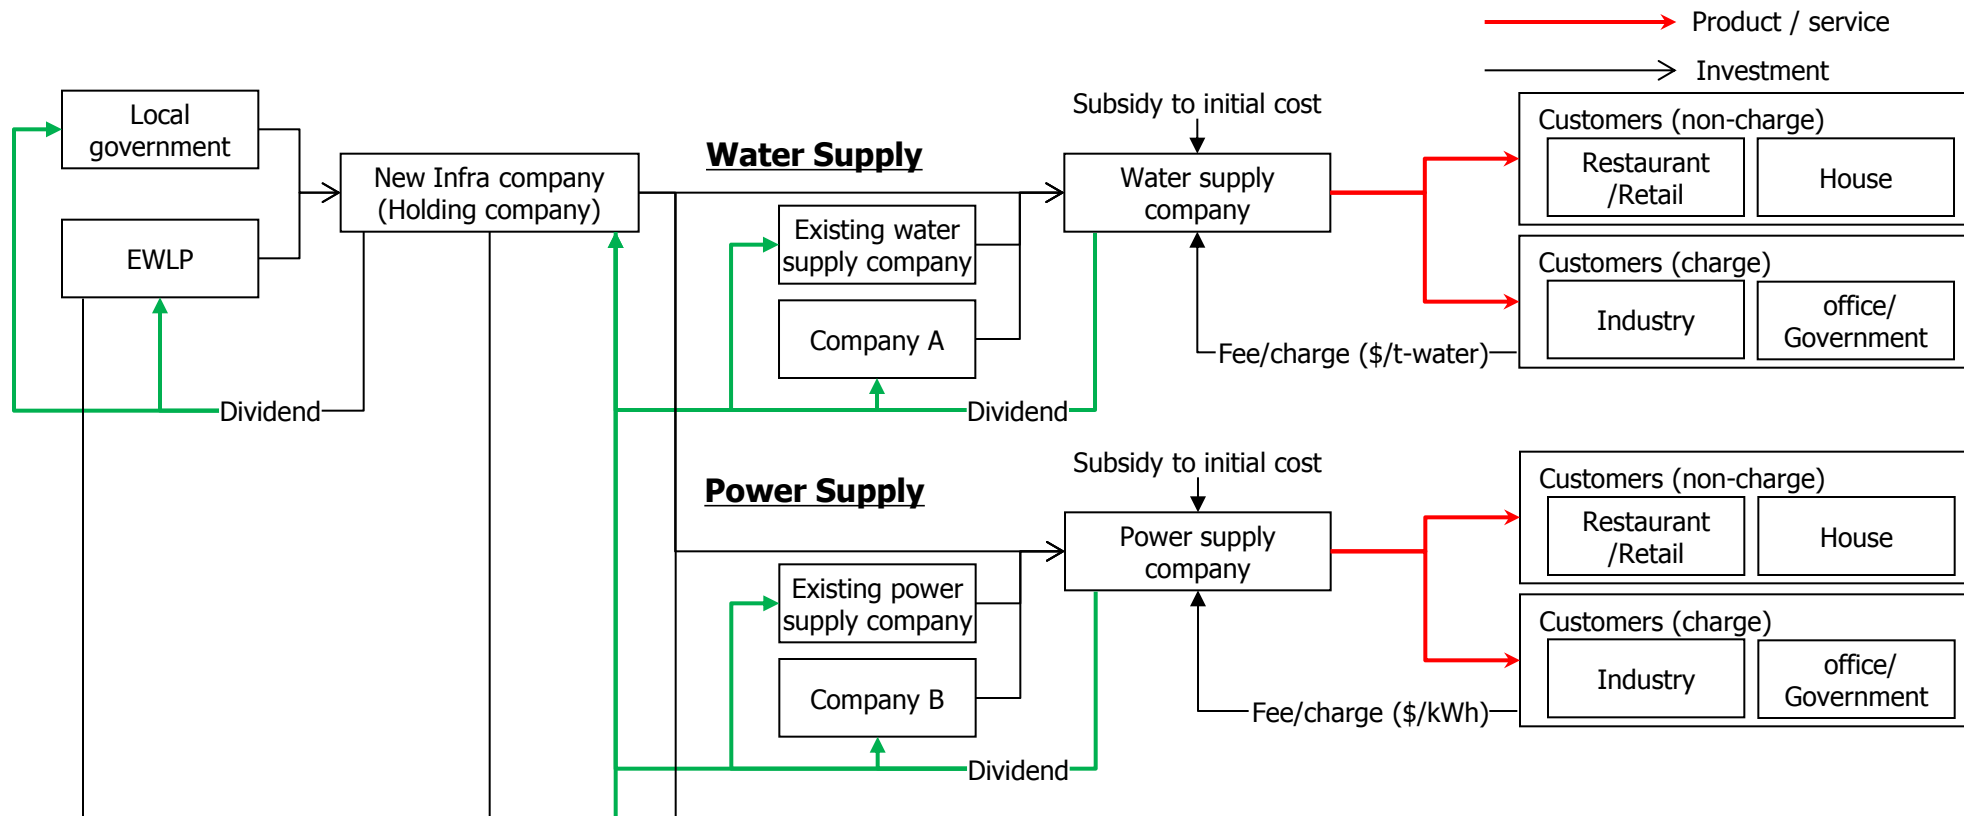 Product / service
Investment
Local
government
EWLP
New Infra company
(Holding company)
Dividend
Water Supply
Subsidy to initial cost
Water supply
company
Existing water
supply company
Company A
Dividend
Fee/charge ($/t-water)
Customers (non-charge)
Restaurant
/Retail
House
Customers (charge)
Industry
office/
Government
Power Supply
Subsidy to initial cost
Power supply
company
Existing power
supply company
Company B
Dividend
Fee/charge ($/kWh)
Customers (non-charge)
Restaurant
/Retail
House
Customers (charge)
Industry
office/
Government